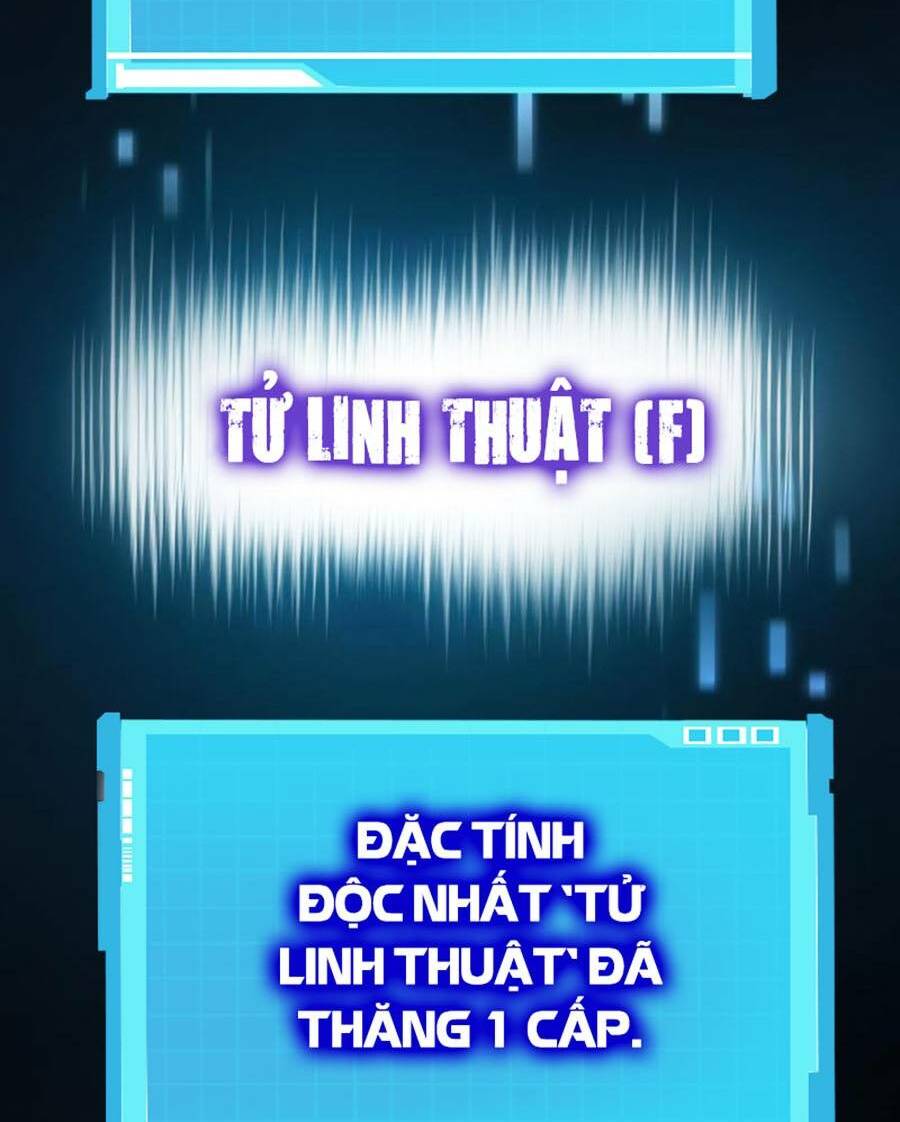 TỬ LINH THUẬT (F)
ĐẶC TÍNH
ĐỘC NHẤT 'TỬ
LINH THUẬT' ĐÃ
THĂNG 1 CẤP.